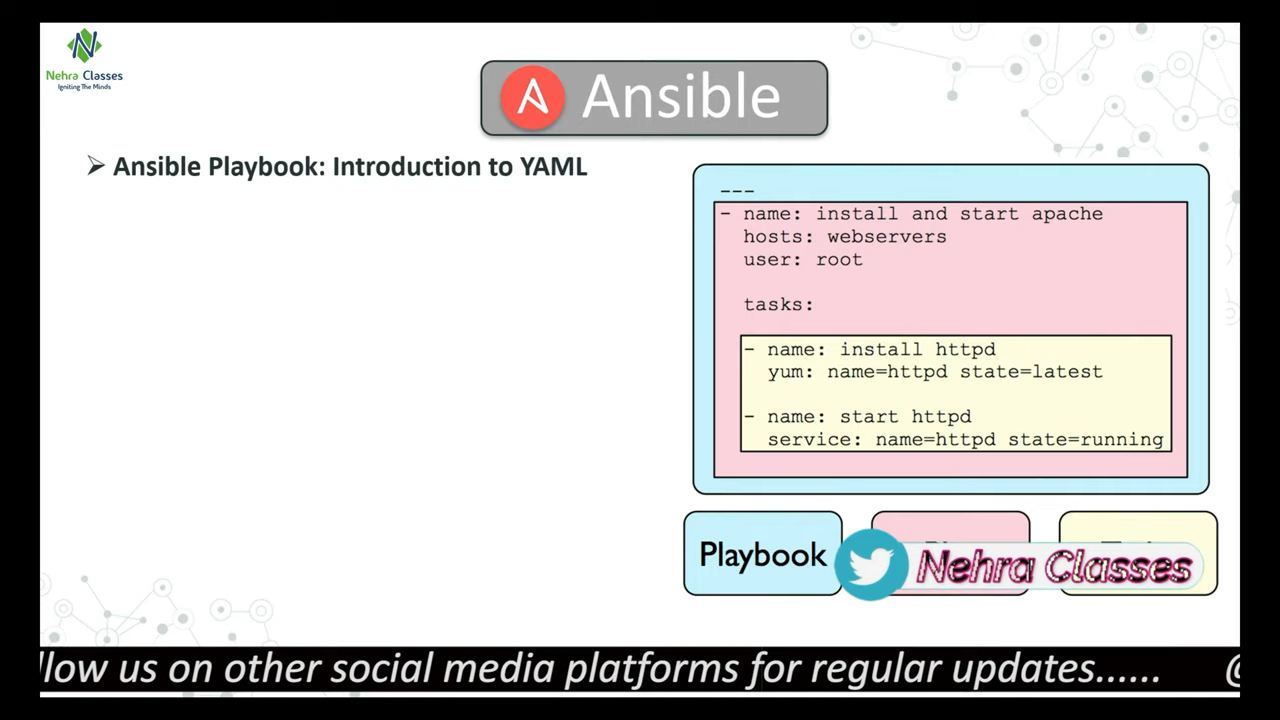 Nehra Classes
Igniting The Minds
Ansible
Ansible Playbook: Introduction to YAML
---
- name: install and start apache
hosts: webservers
user: root
tasks:
- name: install httpd
yum: name=httpd state=latest
- name: start httpd
service: name=httpd state=running
Playbook
Nehra Classes
llow us on other social media platforms for regular updates...... @